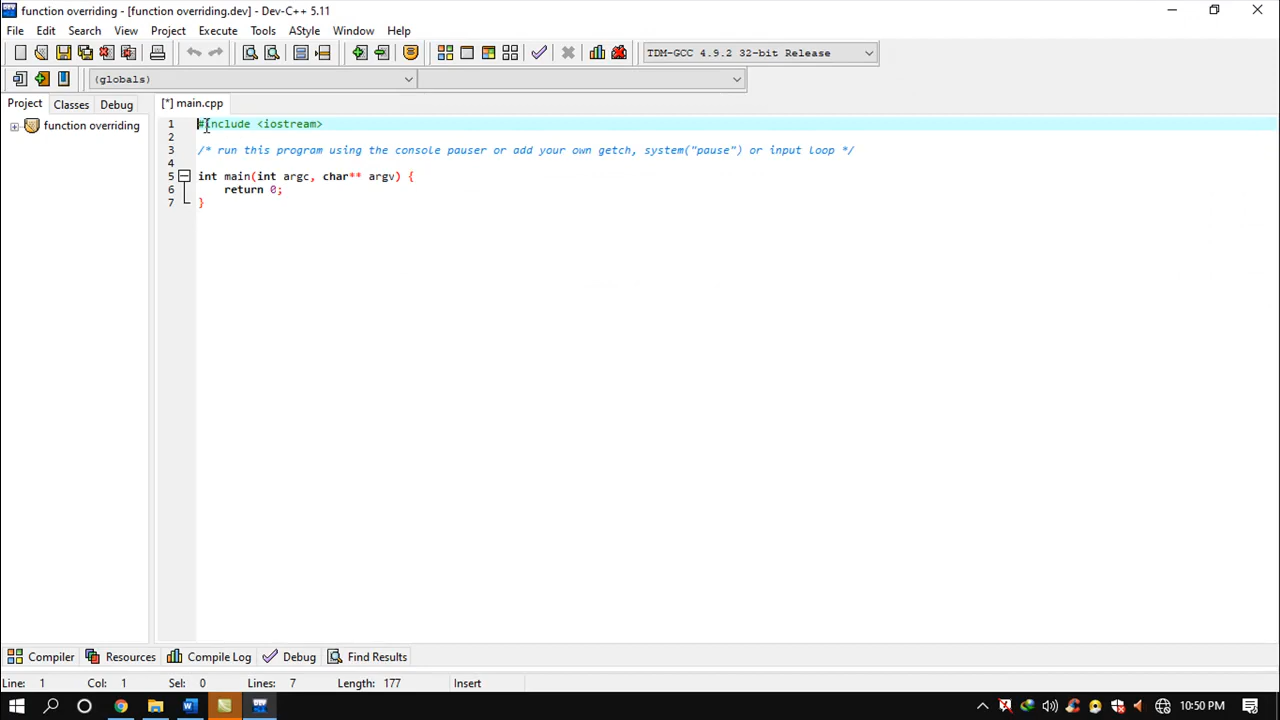 function overriding - [function overriding.dev] - Dev-C++ 5.11
File Edit Search View Project Execute Tools AStyle Window Help
TDM-GCC 4.9.2 32-bit Release
(globals)
Project Classes Debug [*] main.cpp
function overriding
1 #include <iostream>
2
3 /* run this program using the console pauser or add your own getch, system("pause") or input loop */
4
5 int main(int argc, char** argv) {
6 return 0;
7 }
Compiler Resources Compile Log Debug Find Results
Line: 1 Col: 1 Sel: 0 Lines: 7 Length: 177 Insert
10:50 PM